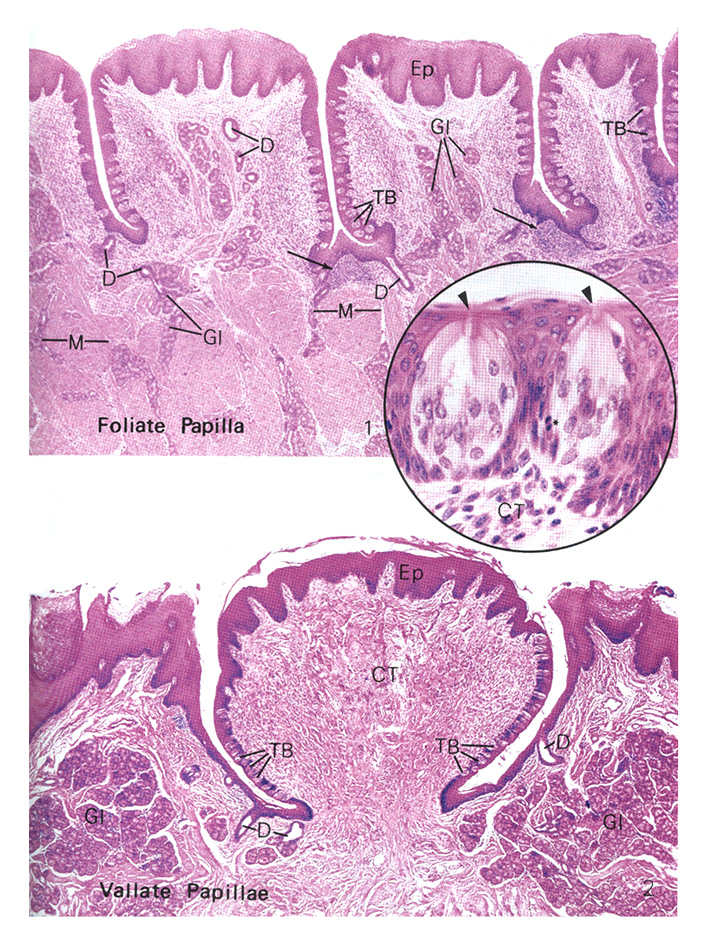 Ep
Gl
TB
D
TB
D
D
M
M
Gl
Foliate Papilla
1
*
CT
Ep
CT
TB
TB
D
Gl
Gl
D
Vallate Papillae
2